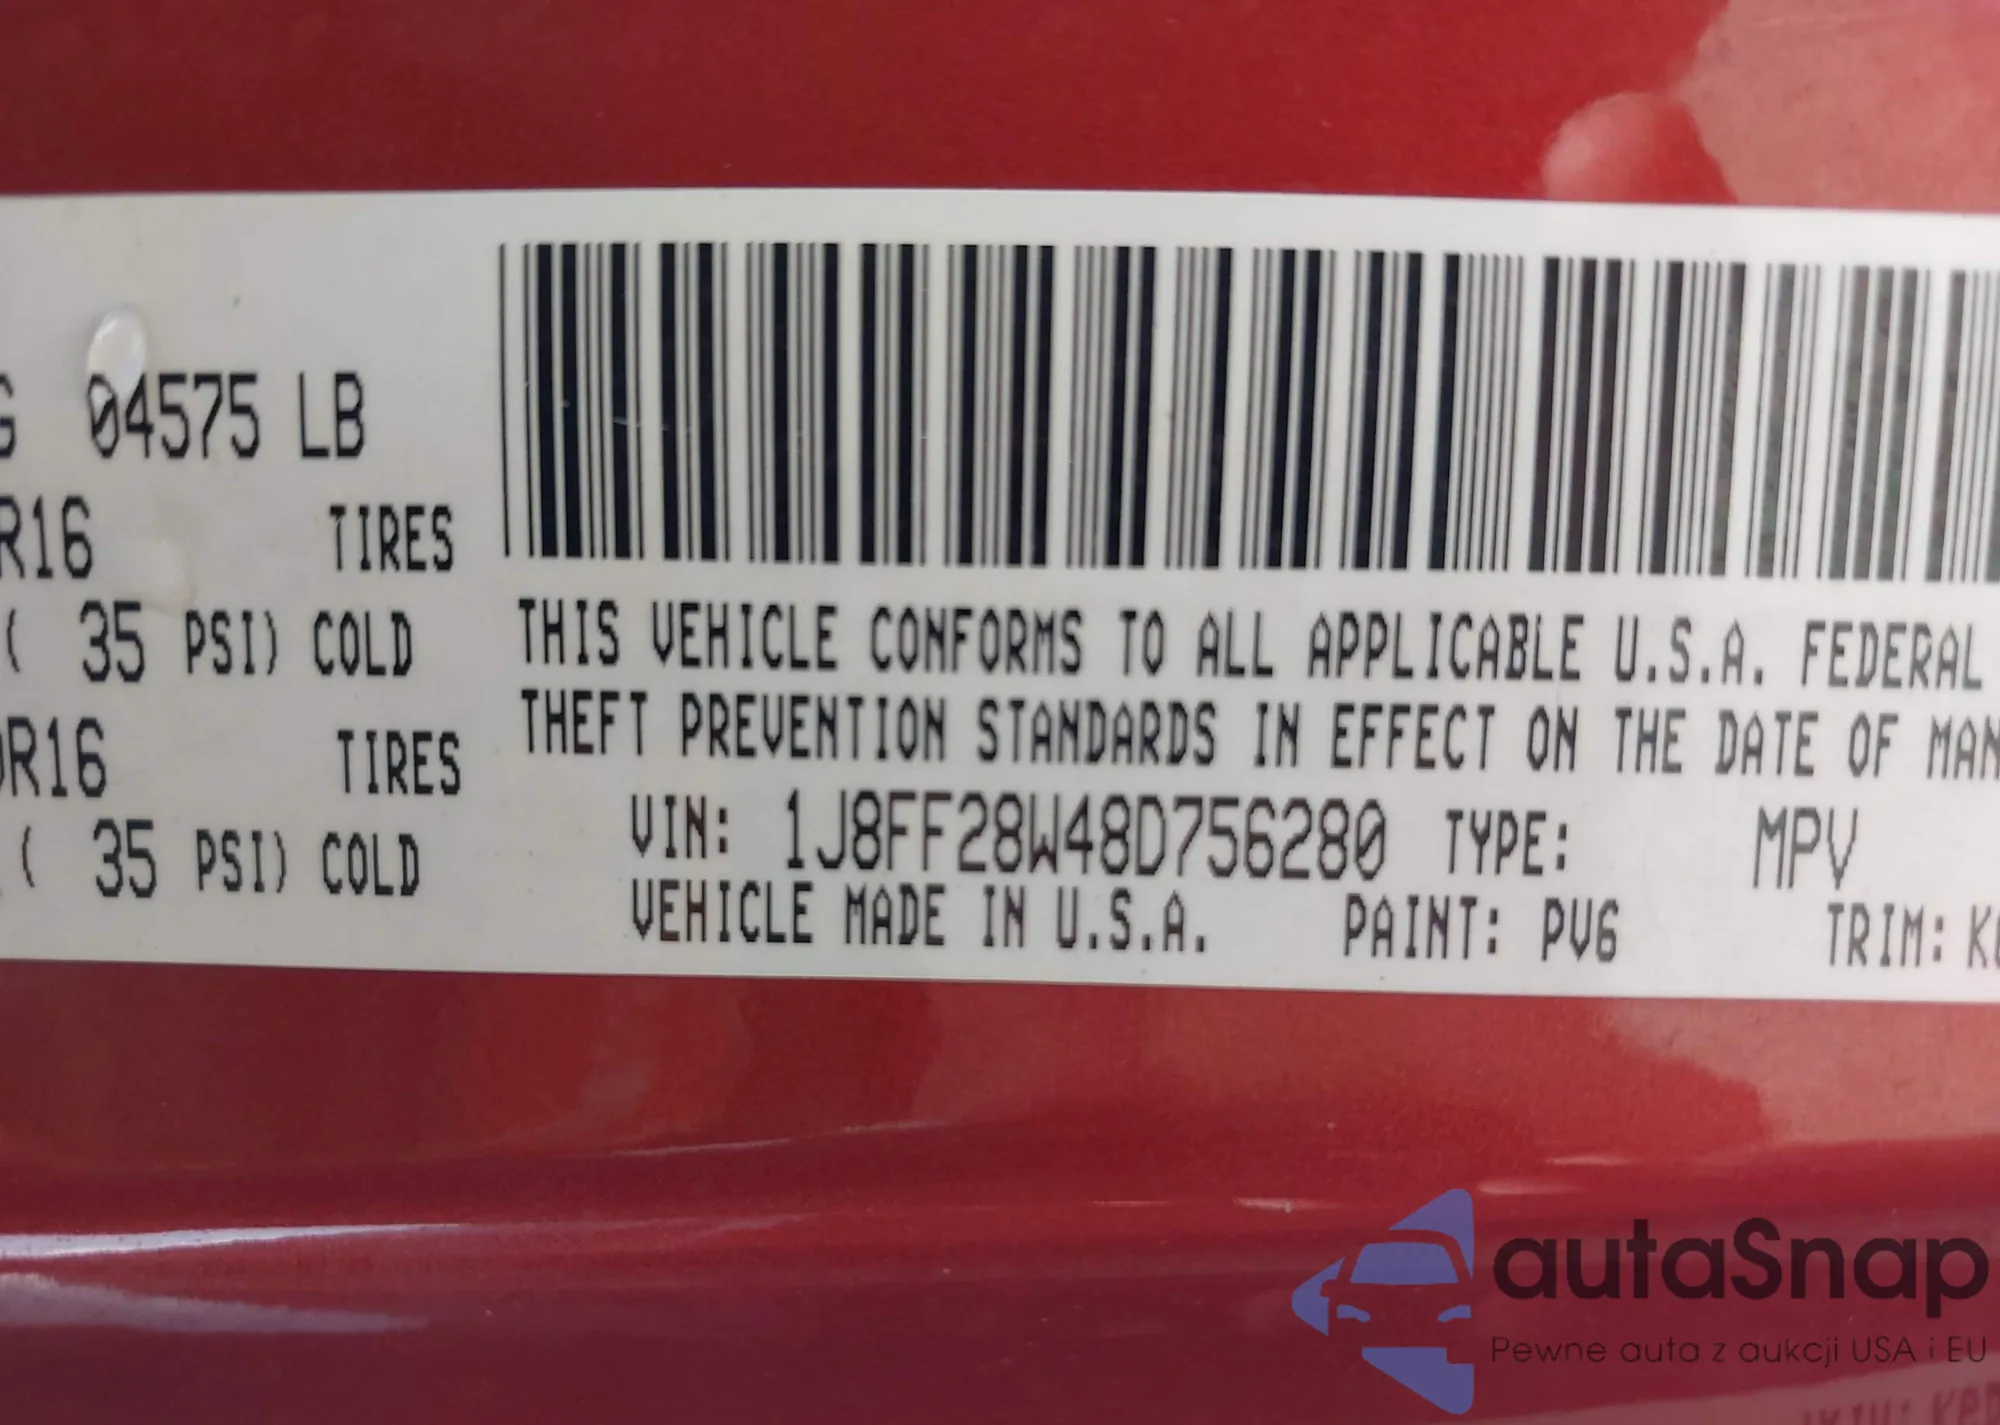 04575 LB
R16 TIRES
( 35 PSI) COLD
R16 TIRES
( 35 PSI) COLD
THIS VEHICLE CONFORMS TO ALL APPLICABLE U.S.A. FEDERAL
THEFT PREVENTION STANDARDS IN EFFECT ON THE DATE OF MAN
VIN: 1J8FF28W48D756280 TYPE: MPV
VEHICLE MADE IN U.S.A. PAINT: PV6 TRIM:
autaSnap
Pewne auta z aukcji USA i EU